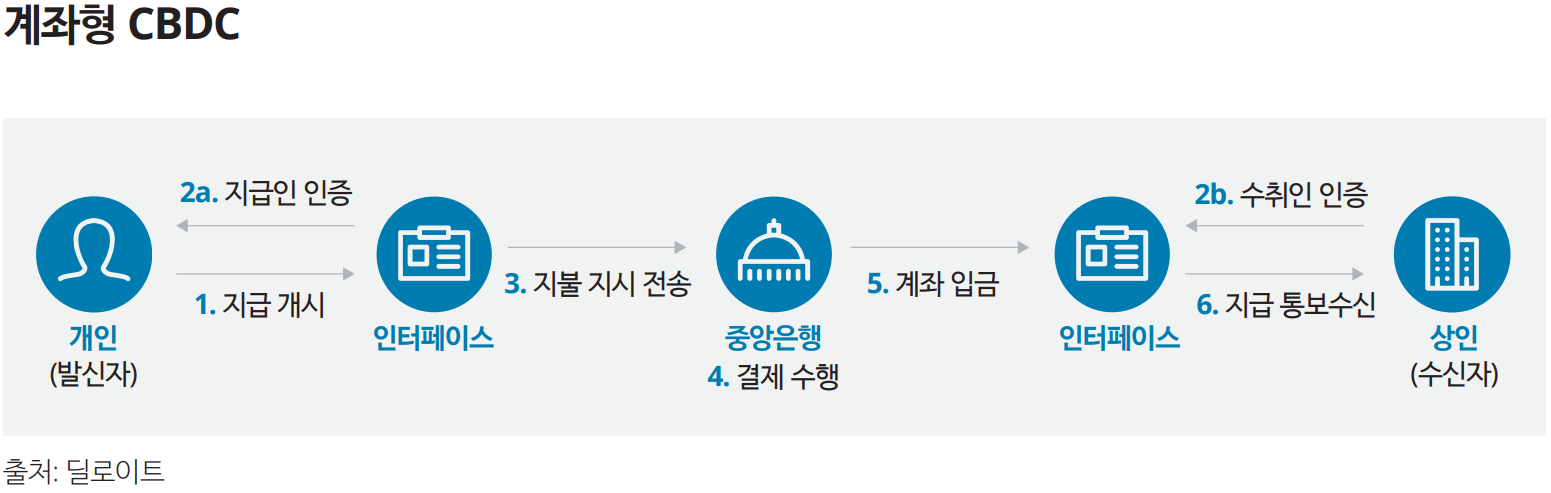 계좌형 CBDC
2a. 지급인 인증
1. 지급 개시
개인
(발신자)
인터페이스
3. 지불 지시 전송
중앙은행
4. 결제 수행
5. 계좌 입금
인터페이스
2b. 수취인 인증
6. 지급 통보수신
상인
(수신자)
출처: 딜로이트